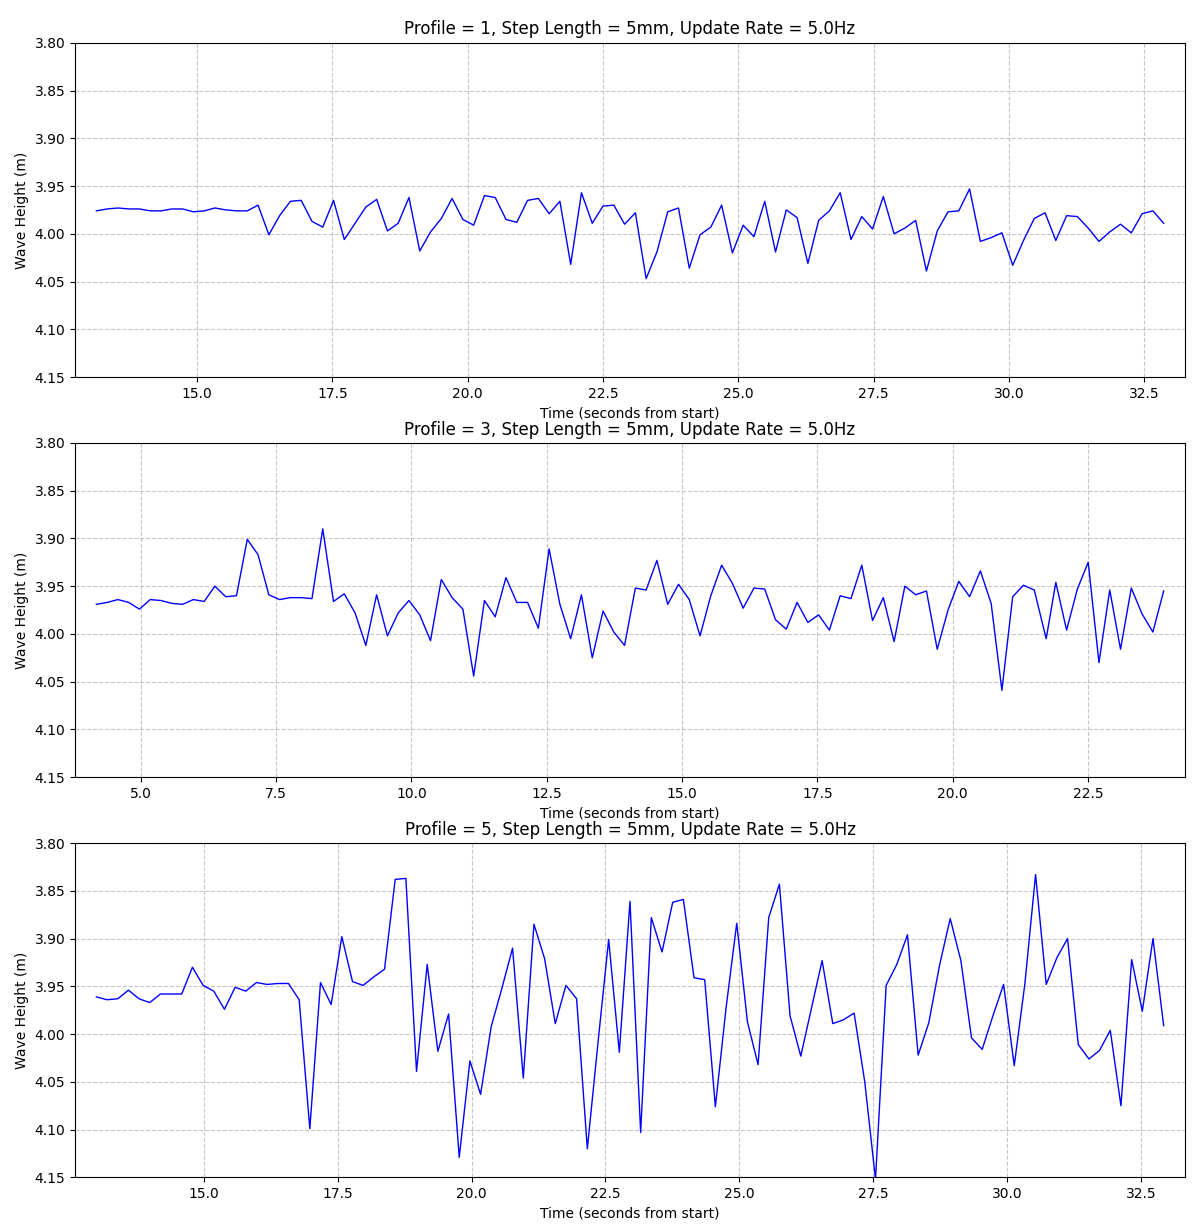 Profile = 1, Step Length = 5mm, Update Rate = 5.0Hz
3.80
3.85
3.90
3.95
4.00
4.05
4.10
4.15
Wave Height (m)
15.0 17.5 20.0 22.5 25.0 27.5 30.0 32.5
Time (seconds from start)
Profile = 3, Step Length = 5mm, Update Rate = 5.0Hz
3.80
3.85
3.90
3.95
4.00
4.05
4.10
4.15
Wave Height (m)
5.0 7.5 10.0 12.5 15.0 17.5 20.0 22.5
Time (seconds from start)
Profile = 5, Step Length = 5mm, Update Rate = 5.0Hz
3.80
3.85
3.90
3.95
4.00
4.05
4.10
4.15
Wave Height (m)
15.0 17.5 20.0 22.5 25.0 27.5 30.0 32.5
Time (seconds from start)